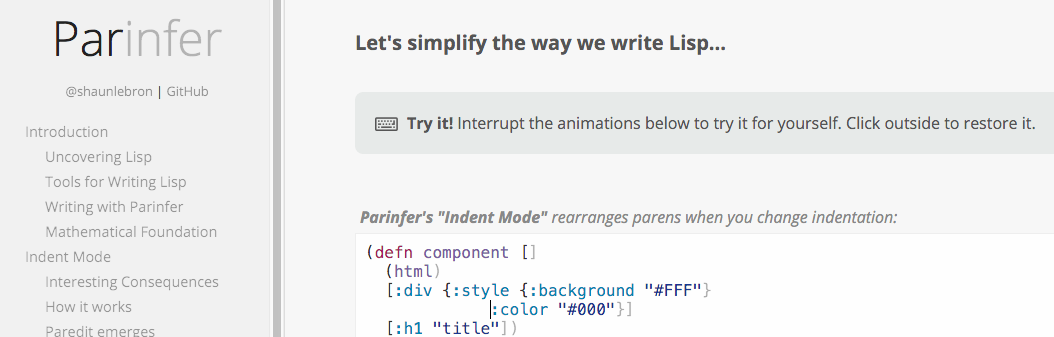 Parinfer
@shaunlebron | GitHub
Introduction
Uncovering Lisp
Tools for Writing Lisp
Writing with Parinfer
Mathematical Foundation
Indent Mode
Interesting Consequences
How it works
Paredit emerges
Let's simplify the way we write Lisp...
Try it! Interrupt the animations below to try it for yourself. Click outside to restore it.
Parinfer's "Indent Mode" rearranges parens when you change indentation:
(defn component []
(html)
[:div {:style {:background "#FFF"}
:color "#000"}]
[:h1 "title"])